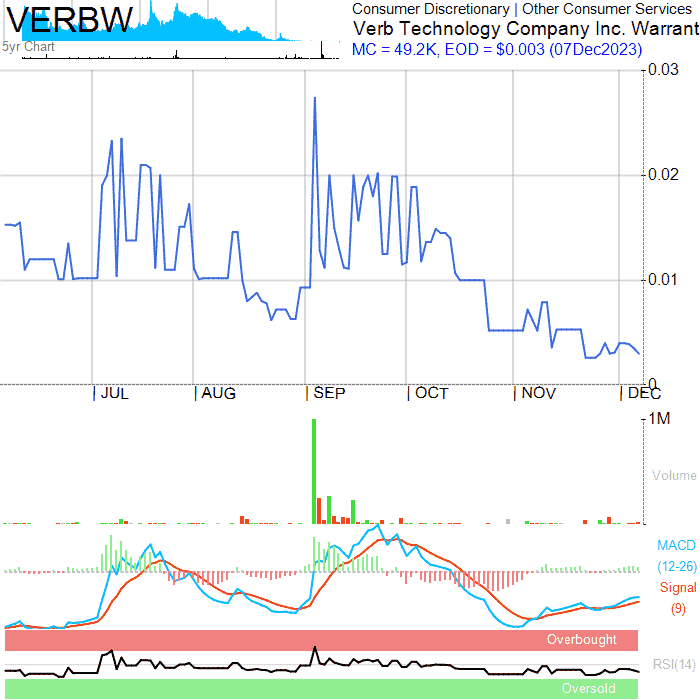 VERBW
Consumer Discretionary | Other Consumer Services
Verb Technology Company Inc. Warrant
MC = 49.2K, EOD = $0.003 (07Dec2023)
5yr Chart
0.03
0.02
0.01
0
JUL
AUG
SEP
OCT
NOV
DEC
1M
Volume
MACD
(12-26)
Signal
(9)
Overbought
RSI(14)
Oversold